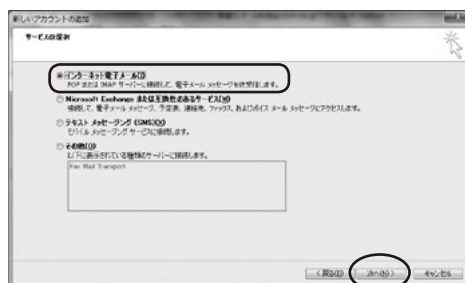 新しいアカウントの追加
サービスの選択
インターネット電子メール(I)
POP または IMAP サーバーに接続して、電子メール メッセージを送受信します。
Microsoft Exchange または互換性のあるサービス(M)
接続して、電子メール メッセージ、予定表、連絡先、ファックス、およびボイス メール メッセージにアクセスします。
テキスト メッセージング (SMS)(X)
モバイル メッセージング サービスに接続します。
その他(O)
以下に表示されている種類のサーバーに接続します。
Fax Mail Transport
< 戻る(B) 次へ(N) > キャンセル